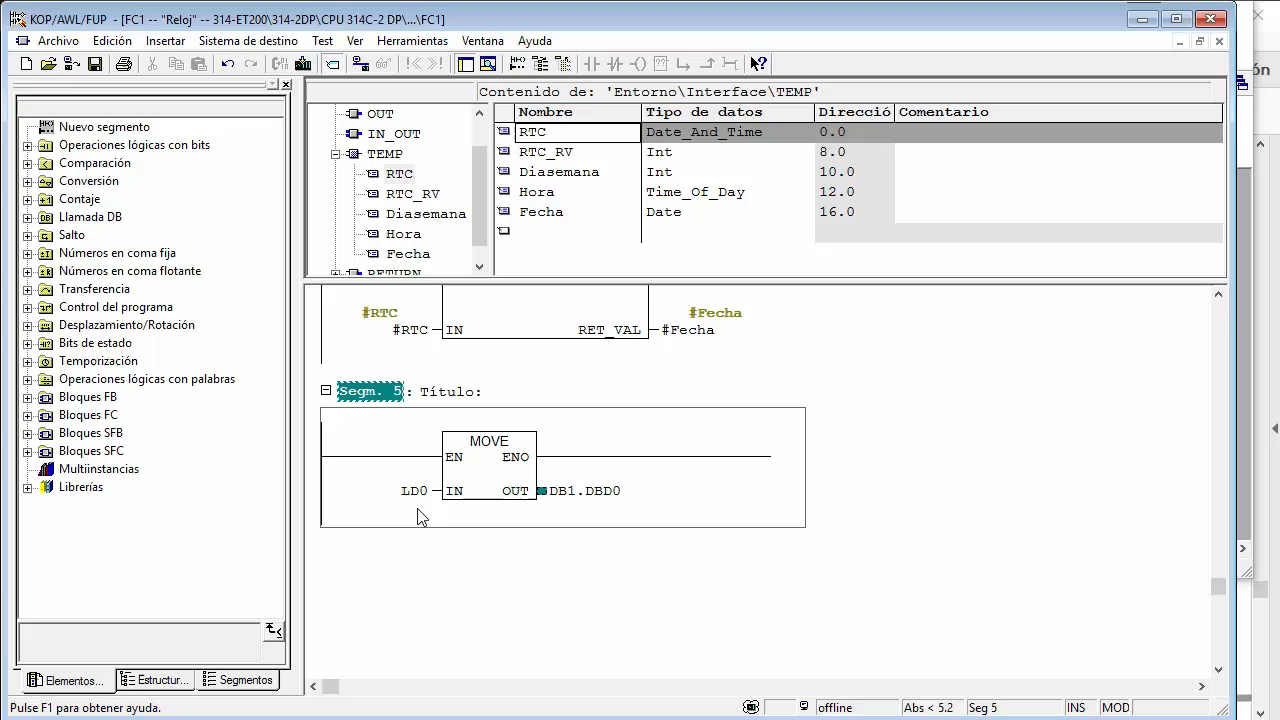 KOP/AWL/FUP - [FC1 -- "Reloj" -- 314-ET200\314-2DP\CPU 314C-2 DP\...\FC1]
Archivo Edición Insertar Sistema de destino Test Ver Herramientas Ventana Ayuda
Contenido de: 'Entorno\Interface\TEMP'
OUT
IN_OUT
TEMP
RTC
RTC_RV
Diasemana
Hora
Fecha
RETURN
Nombre Tipo de datos Direcció Comentario
RTC Date_And_Time 0.0
RTC_RV Int 8.0
Diasemana Int 10.0
Hora Time_Of_Day 12.0
Fecha Date 16.0
Nuevo segmento
Operaciones lógicas con bits
Comparación
Conversión
Contaje
Llamada DB
Salto
Números en coma fija
Números en coma flotante
Transferencia
Control del programa
Desplazamiento/Rotación
Bits de estado
Temporización
Operaciones lógicas con palabras
Bloques FB
Bloques FC
Bloques SFB
Bloques SFC
Multiinstancias
Librerías
#RTC #Fecha
#RTC IN RET_VAL #Fecha
Segm. 5 : Título:
MOVE
EN ENO
LD0 IN OUT DB1.DBD0
Elementos... Estructur... Segmentos
Pulse F1 para obtener ayuda. offline Abs < 5.2 Seg 5 INS MOD
ón